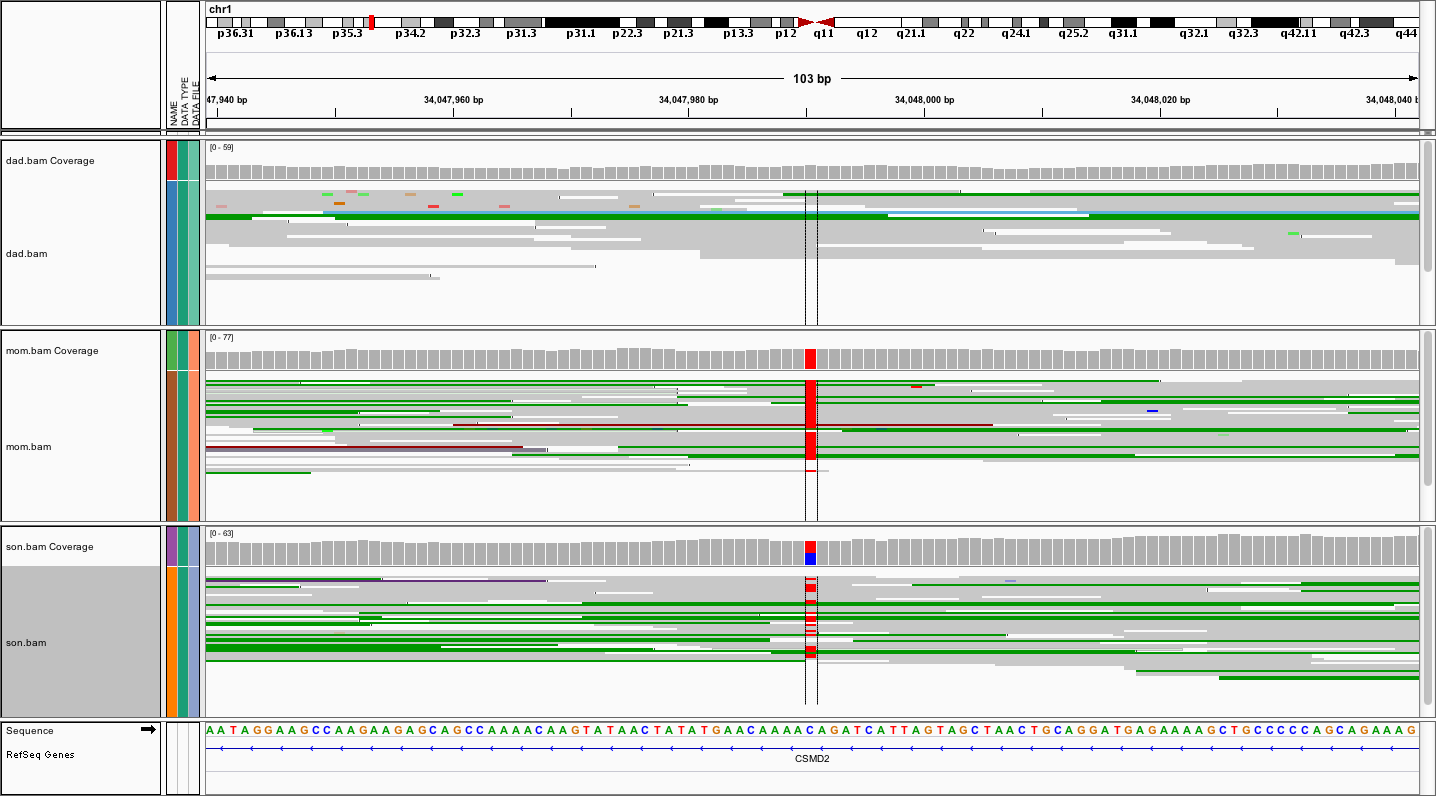 chr1
p36.31 p36.13 p35.3 p34.2 p32.3 p31.3 p31.1 p22.3 p21.3 p13.3 p12 q11 q12 q21.1 q22 q24.1 q25.2 q31.1 q32.1 q32.3 q42.11 q42.3 q44
103 bp
47,940 bp 34,047,960 bp 34,047,980 bp 34,048,000 bp 34,048,020 bp 34,048,040 b
NAME
DATA TYPE
DATA FILE
dad.bam Coverage
[0 - 59]
dad.bam
mom.bam Coverage
[0 - 77]
mom.bam
son.bam Coverage
[0 - 63]
son.bam
Sequence
A A T A G G A A G C C A A G A A G A G C A G C C A A A A C A A G T A T A A C T A T A T G A A C A A A A C A G A T C A T T A G T A G C T A A C T G C A G G A T G A G A A A A G C T G C C C C C A G C A G A A A G
RefSeq Genes
CSMD2